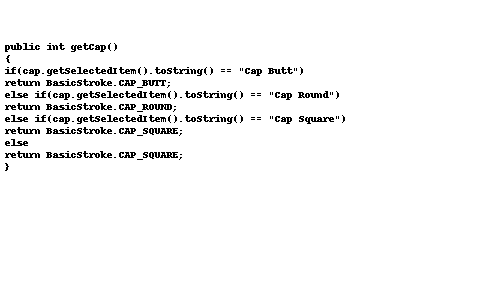 public int getCap()
{
if(cap.getSelectedItem().toString() == "Cap Butt")
return BasicStroke.CAP_BUTT;
else if(cap.getSelectedItem().toString() == "Cap Round")
return BasicStroke.CAP_ROUND;
else if(cap.getSelectedItem().toString() == "Cap Square")
return BasicStroke.CAP_SQUARE;
else
return BasicStroke.CAP_SQUARE;
}